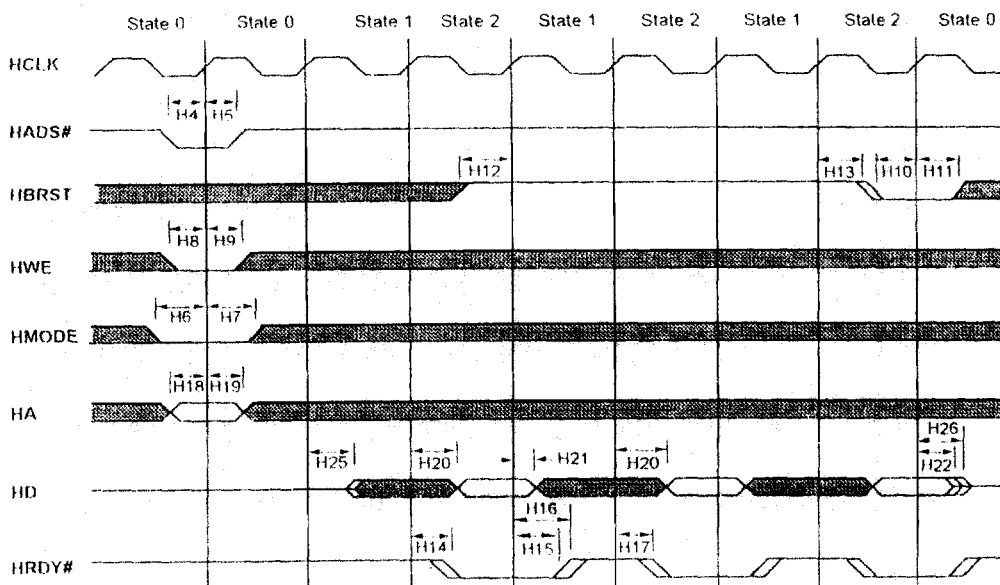 State 0 State 0 State 1 State 2 State 1 State 2 State 1 State 2 State 0
HCLK
H4 H5
HADS#
H12 H13 H10 H11
HBRST
H8 H9
HWE
H6 H7
HMODE
H18 H19
HA
H26
H25 H20 H21 H20 H22
HD
H16
H14 H15 H17
HRDY#